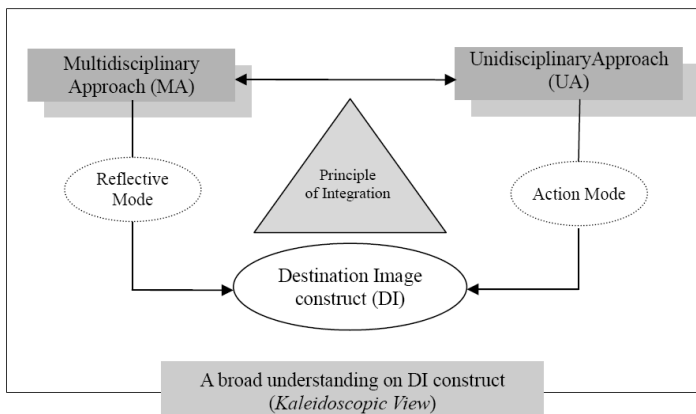 Multidisciplinary
Approach (MA)
UnidisciplinaryApproach
(UA)
Principle
of Integration
Reflective
Mode
Action Mode
Destination Image
construct (DI)
A broad understanding on DI construct
(Kaleidoscopic View)